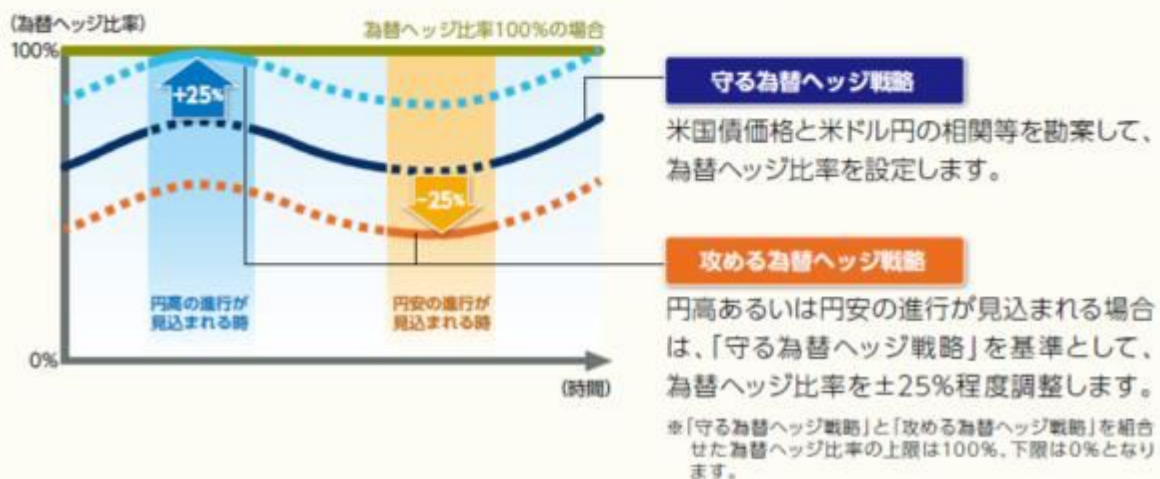 (為替ヘッジ比率)
100%
為替ヘッジ比率100%の場合
+25%
-25%
円高の進行が
見込まれる時
円安の進行が
見込まれる時
0%
(時間)
守る為替ヘッジ戦略
米国債価格と米ドル円の相関等を勘案して、
為替ヘッジ比率を設定します。
攻める為替ヘッジ戦略
円高あるいは円安の進行が見込まれる場合
は、「守る為替ヘッジ戦略」を基準として、
為替ヘッジ比率を±25%程度調整します。
※「守る為替ヘッジ戦略」と「攻める為替ヘッジ戦略」を組合
せた為替ヘッジ比率の上限は100%、下限は0%となり
ます。